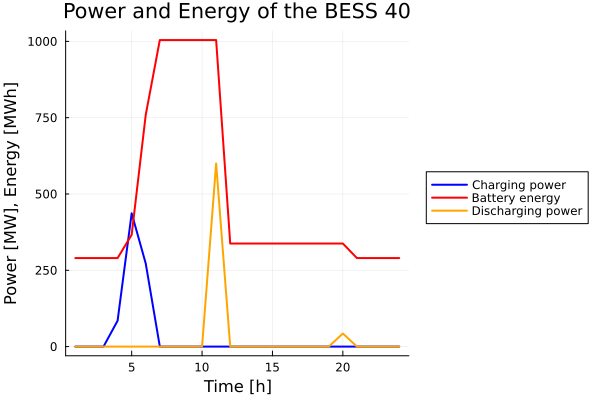 Power and Energy of the BESS 40
Power [MW], Energy [MWh]
1000
750
500
250
0
5
10
15
20
Time [h]
Charging power
Battery energy
Discharging power